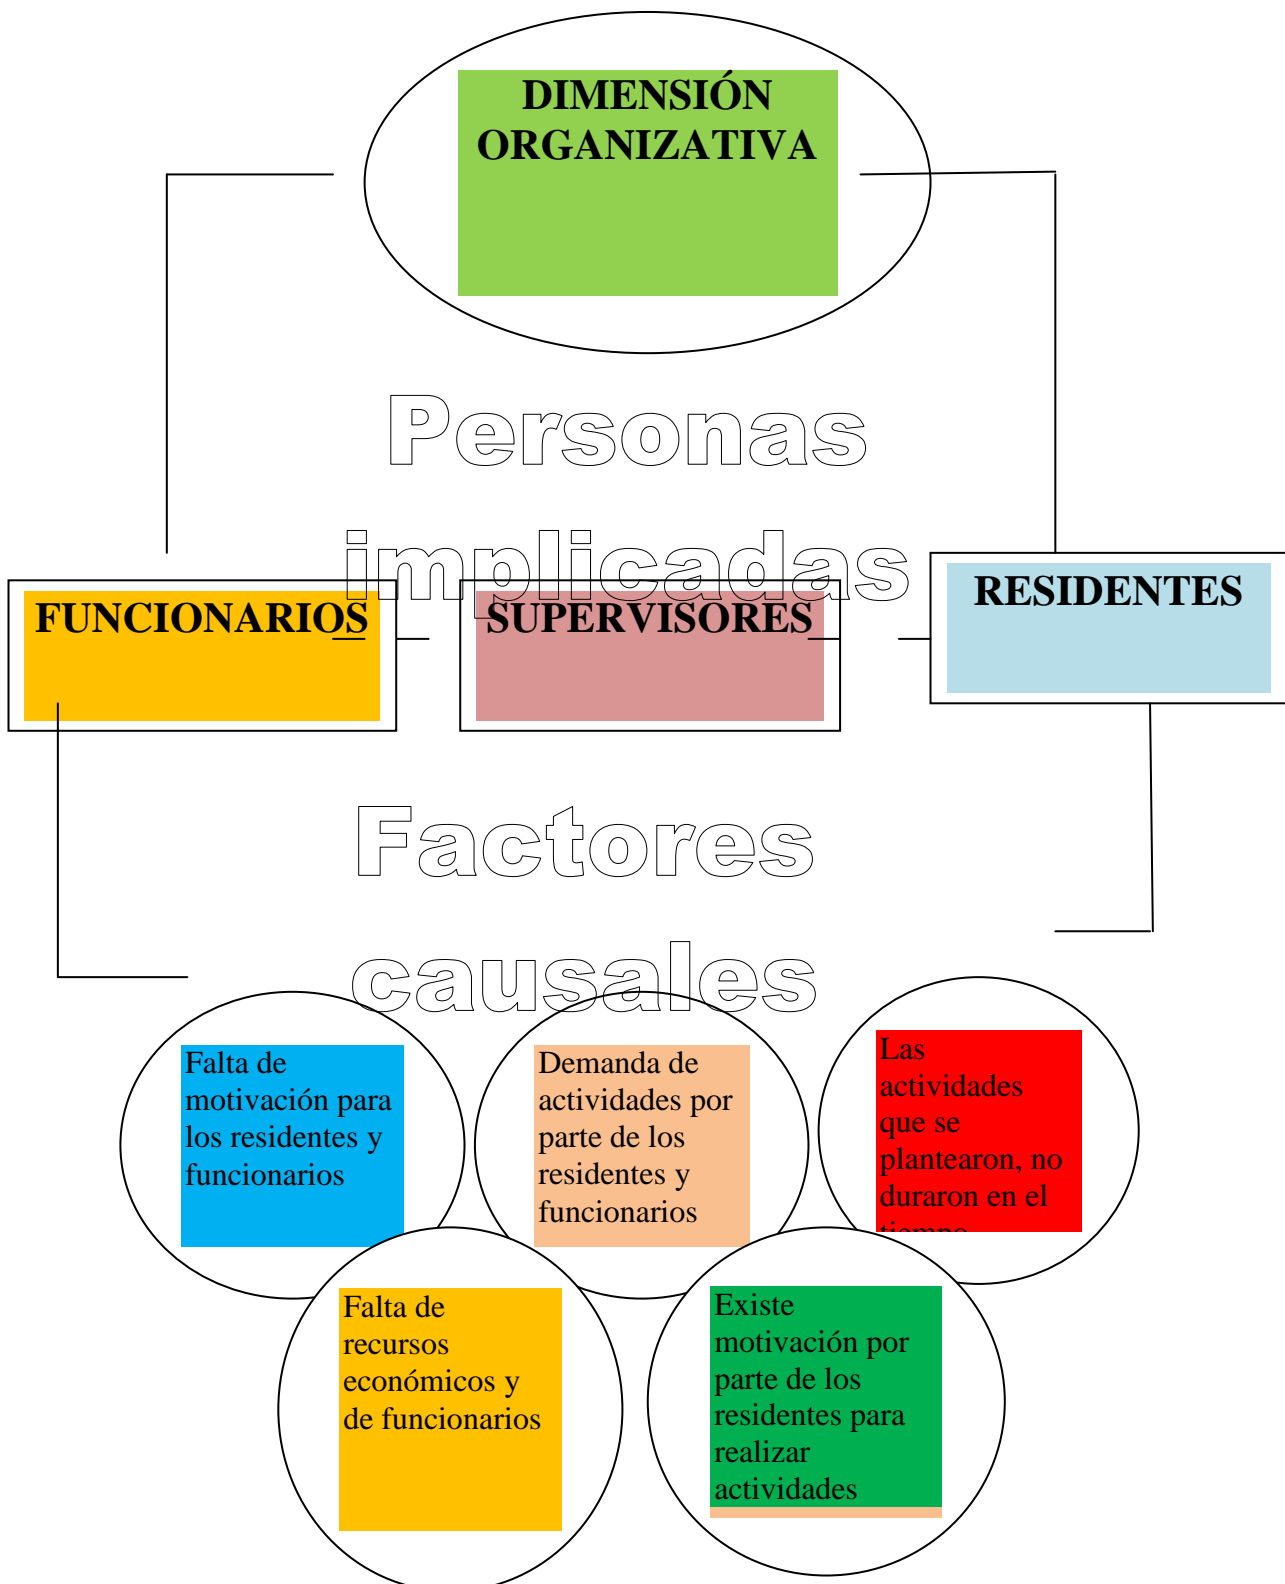 DIMENSIÓN
ORGANIZATIVA
Personas
implicadas
FUNCIONARIOS
SUPERVISORES
RESIDENTES
Factores
causales
Falta de
motivación para
los residentes y
funcionarios
Demanda de
actividades por
parte de los
residentes y
funcionarios
Las
actividades
que se
plantearon, no
duraron en el
tiempo
Falta de
recursos
económicos y
de funcionarios
Existe
motivación por
parte de los
residentes para
realizar
actividades